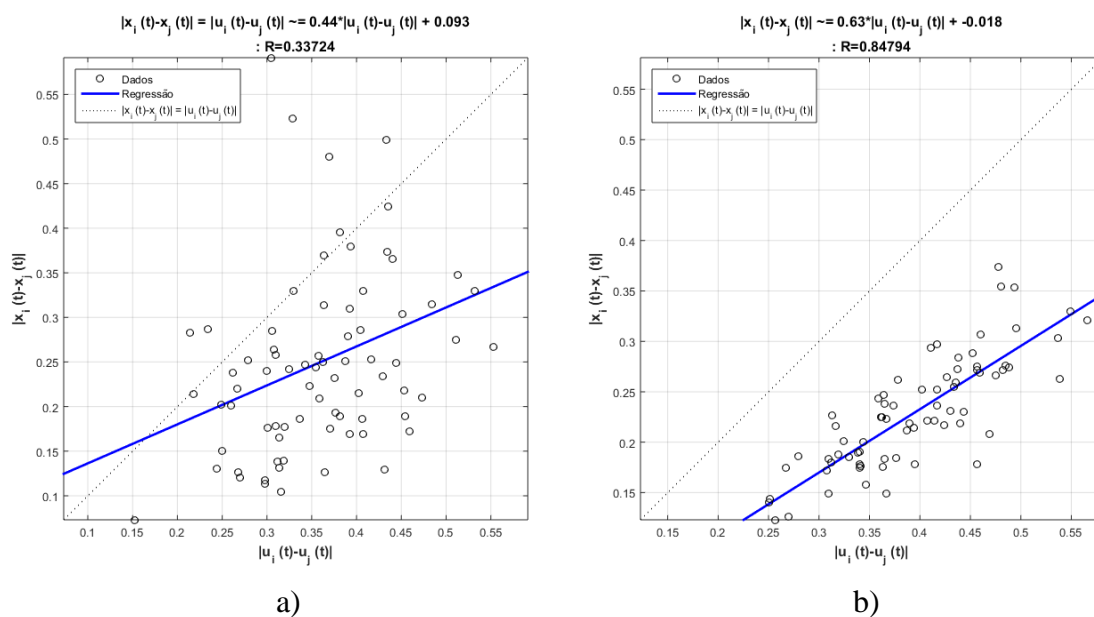 |x_i (t)-x_j (t)| = |u_i (t)-u_j (t)| ~= 0.44*|u_i (t)-u_j (t)| + 0.093
: R=0.33724
Dados
Regressão
|x_i (t)-x_j (t)| = |u_i (t)-u_j (t)|
0.55
0.5
0.45
0.4
0.35
0.3
0.25
0.2
0.15
0.1
|x_i (t)-x_j (t)|
0.1 0.15 0.2 0.25 0.3 0.35 0.4 0.45 0.5 0.55
|u_i (t)-u_j (t)|
a)
|x_i (t)-x_j (t)| ~= 0.63*|u_i (t)-u_j (t)| + -0.018
: R=0.84794
Dados
Regressão
|x_i (t)-x_j (t)| = |u_i (t)-u_j (t)|
0.55
0.5
0.45
0.4
0.35
0.3
0.25
0.2
0.15
|x_i (t)-x_j (t)|
0.15 0.2 0.25 0.3 0.35 0.4 0.45 0.5 0.55
|u_i (t)-u_j (t)|
b)